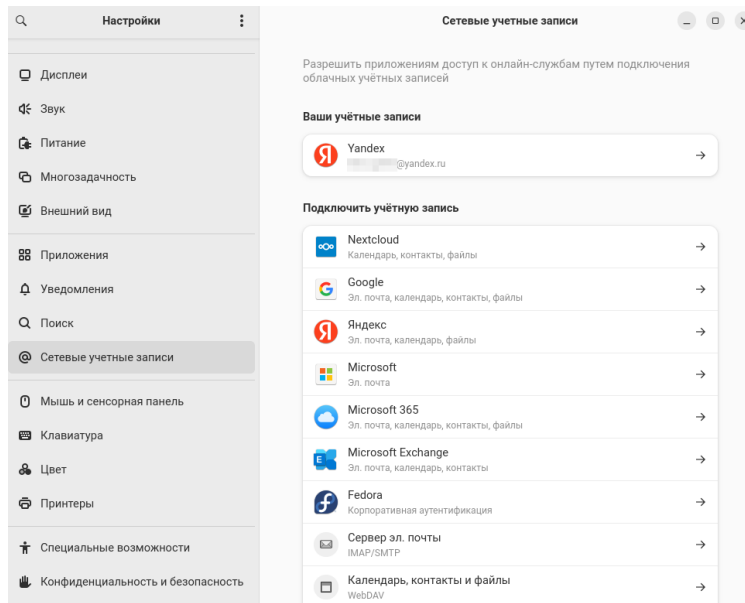 Настройки
Дисплеи
Звук
Питание
Многозадачность
Внешний вид
Приложения
Уведомления
Поиск
Сетевые учетные записи
Мышь и сенсорная панель
Клавиатура
Цвет
Принтеры
Специальные возможности
Конфиденциальность и безопасность
Сетевые учетные записи
Разрешить приложениям доступ к онлайн-службам путем подключения
облачных учётных записей
Ваши учётные записи
Yandex
@yandex.ru
Подключить учётную запись
Nextcloud
Календарь, контакты, файлы
Google
Эл. почта, календарь, контакты, файлы
Яндекс
Эл. почта, календарь, файлы
Microsoft
Эл. почта
Microsoft 365
Эл. почта, календарь, контакты, файлы
Microsoft Exchange
Эл. почта, календарь, контакты
Fedora
Корпоративная аутентификация
Сервер эл. почты
IMAP/SMTP
Календарь, контакты и файлы
WebDAV